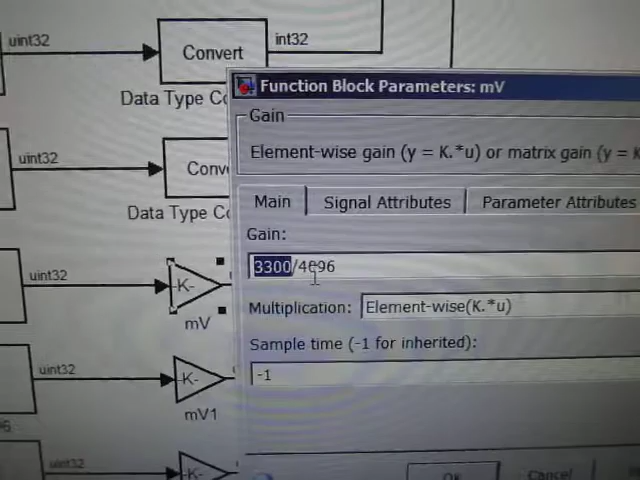 uint32
Convert
int32
Data Type Co
Function Block Parameters: mV
Gain
Element-wise gain (y = K.*u) or matrix gain (y = K
uint32
Conv
Data Type Co
Main
Signal Attributes
Parameter Attributes
Gain:
3300/4096
uint32
-K-
mV
Multiplication: Element-wise(K.*u)
Sample time (-1 for inherited):
-1
uint32
-K-
mV1
6
uint32
-K-
OK
Cancel